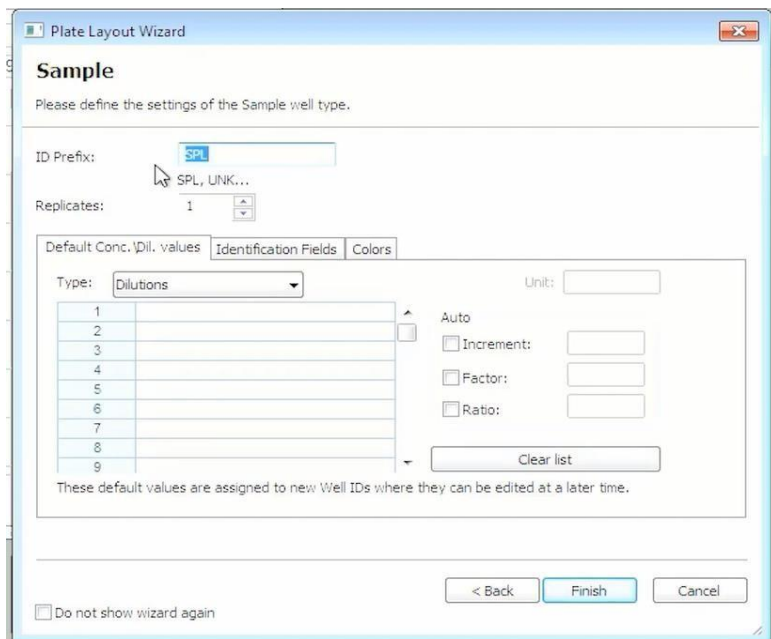 Plate Layout Wizard
Sample
Please define the settings of the Sample well type.
ID Prefix: SPL
SPL, UNK...
Replicates: 1
Default Conc.\Dil. values Identification Fields Colors
Type: Dilutions Unit:
1
2
3
4
5
6
7
8
9
Auto
Increment:
Factor:
Ratio:
Clear list
These default values are assigned to new Well IDs where they can be edited at a later time.
< Back Finish Cancel
Do not show wizard again